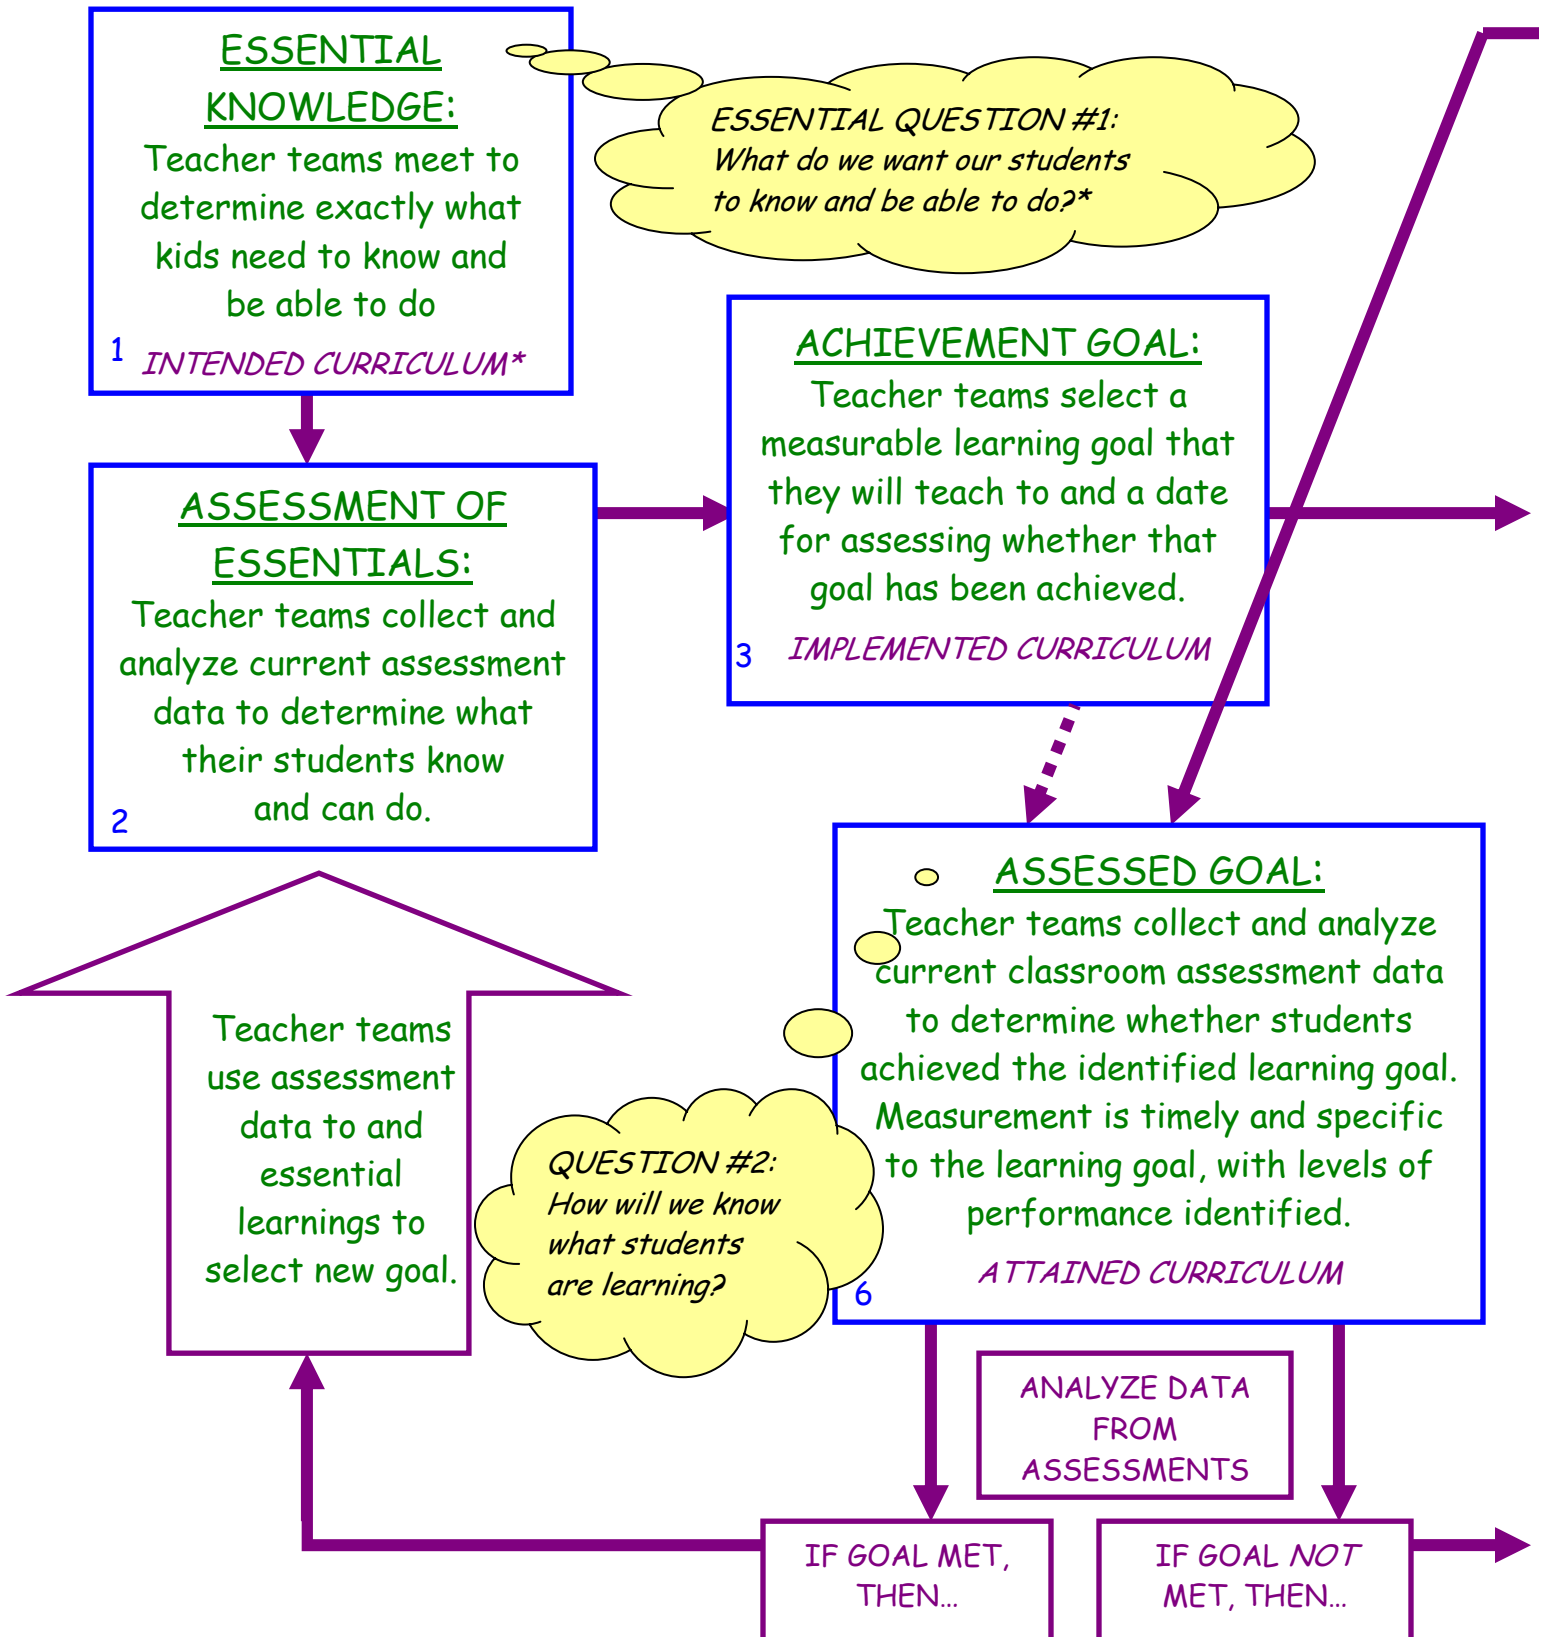 ESSENTIAL
KNOWLEDGE:
Teacher teams meet to
determine exactly what
kids need to know and
be able to do
1
INTENDED CURRICULUM*
ESSENTIAL QUESTION #1:
What do we want our students
to know and be able to do?*
ASSESSMENT OF
ESSENTIALS:
Teacher teams collect and
analyze current assessment
data to determine what
their students know
and can do.
2
ACHIEVEMENT GOAL:
Teacher teams select a
measurable learning goal that
they will teach to and a date
for assessing whether that
goal has been achieved.
3
IMPLEMENTED CURRICULUM
ASSESSED GOAL:
Teacher teams collect and analyze
current classroom assessment data
to determine whether students
achieved the identified learning goal.
Measurement is timely and specific
to the learning goal, with levels of
performance identified.
ATTAINED CURRICULUM
6
QUESTION #2:
How will we know
what students
are learning?
Teacher teams
use assessment
data to and
essential
learnings to
select new goal.
ANALYZE DATA
FROM
ASSESSMENTS
IF GOAL MET,
THEN…
IF GOAL NOT
MET, THEN…